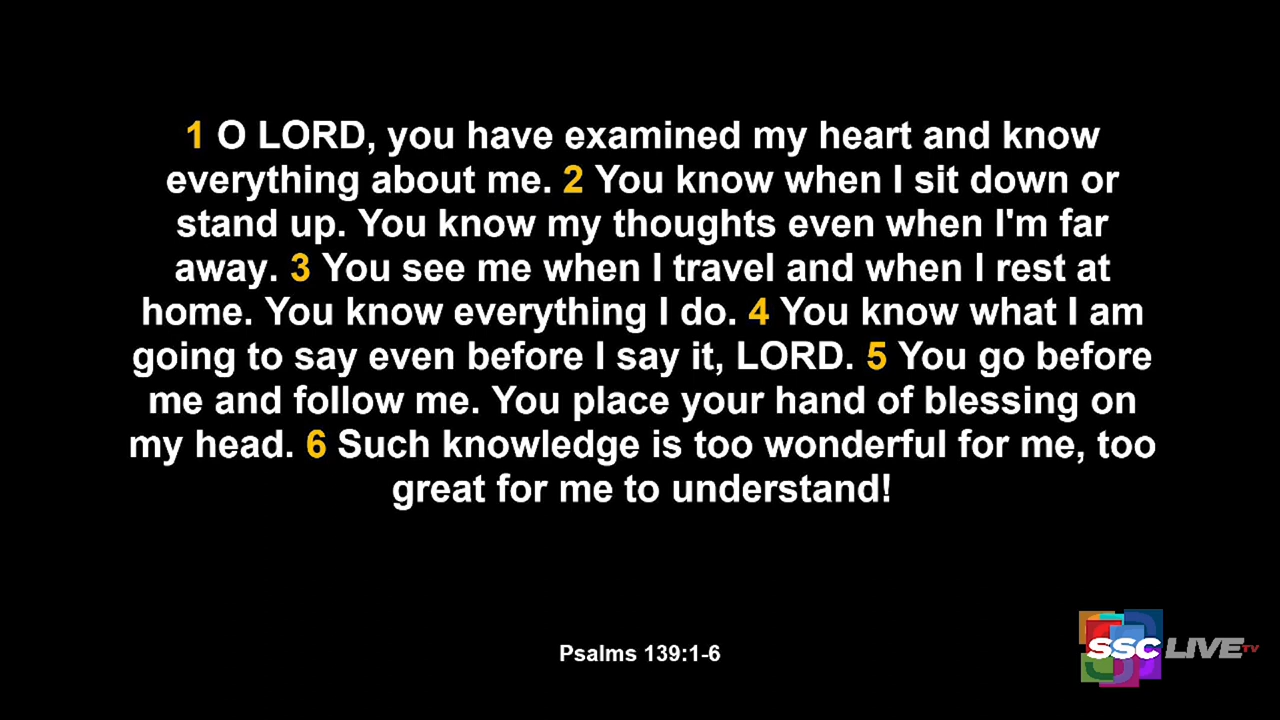 1 O LORD, you have examined my heart and know
everything about me. 2 You know when I sit down or
stand up. You know my thoughts even when I'm far
away. 3 You see me when I travel and when I rest at
home. You know everything I do. 4 You know what I am
going to say even before I say it, LORD. 5 You go before
me and follow me. You place your hand of blessing on
my head. 6 Such knowledge is too wonderful for me, too
great for me to understand!
Psalms 139:1-6
SSC LIVE TV